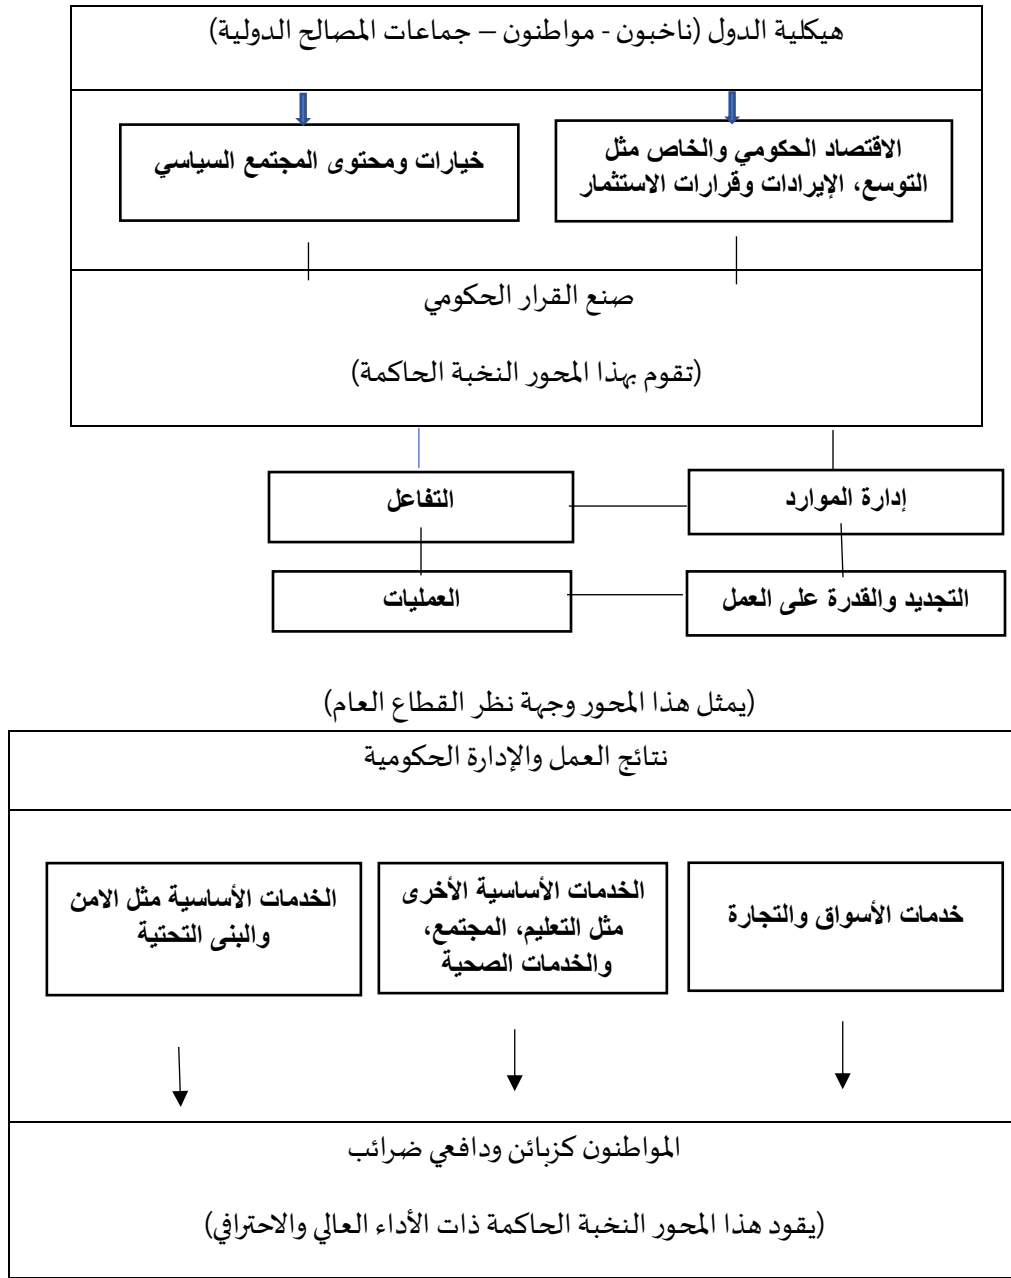 هيكلية الدول (ناخبون - مواطنون – جماعات المصالح الدولية)
الاقتصاد الحكومي والخاص مثل
التوسع، الإيرادات وقرارات الاستثمار
خيارات ومحتوى المجتمع السياسي
صنع القرار الحكومي
(تقوم بهذا المحور النخبة الحاكمة)
إدارة الموارد
التفاعل
التجديد والقدرة على العمل
العمليات
(يمثل هذا المحور وجهة نظر القطاع العام)
نتائج العمل والإدارة الحكومية
خدمات الأسواق والتجارة
الخدمات الأساسية الأخرى
مثل التعليم، المجتمع،
والخدمات الصحية
الخدمات الأساسية مثل الامن
والبنى التحتية
المواطنون كزبائن ودافعي ضرائب
(يقود هذا المحور النخبة الحاكمة ذات الأداء العالي والاحترافي)